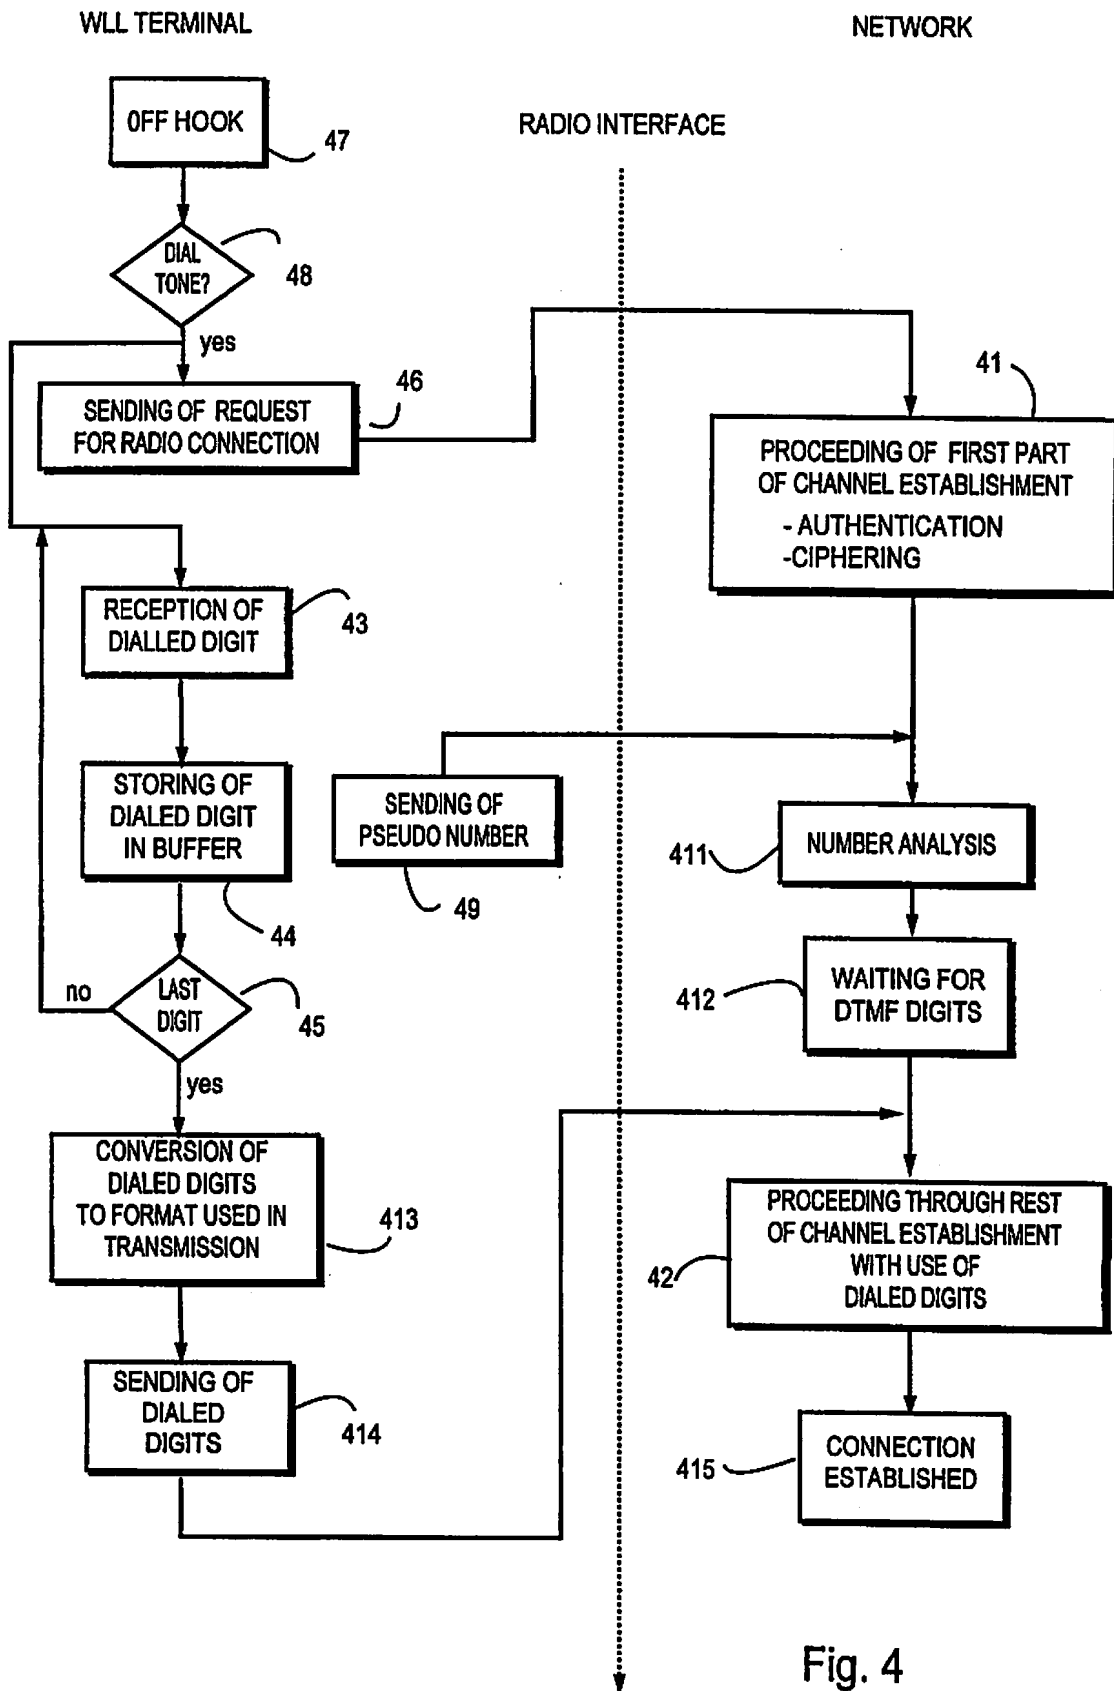 WLL TERMINAL
NETWORK
OFF HOOK
47
RADIO INTERFACE
DIAL
TONE?
48
yes
SENDING OF REQUEST
FOR RADIO CONNECTION
46
41
PROCEEDING OF FIRST PART
OF CHANNEL ESTABLISHMENT
- AUTHENTICATION
-CIPHERING
RECEPTION OF
DIALLED DIGIT
43
STORING OF
DIALED DIGIT
IN BUFFER
44
SENDING OF
PSEUDO NUMBER
49
NUMBER ANALYSIS
411
LAST
DIGIT
45
no
yes
WAITING FOR
DTMF DIGITS
412
CONVERSION OF
DIALED DIGITS
TO FORMAT USED IN
TRANSMISSION
413
PROCEEDING THROUGH REST
OF CHANNEL ESTABLISHMENT
WITH USE OF
DIALED DIGITS
42
SENDING OF
DIALED
DIGITS
414
CONNECTION
ESTABLISHED
415
Fig. 4